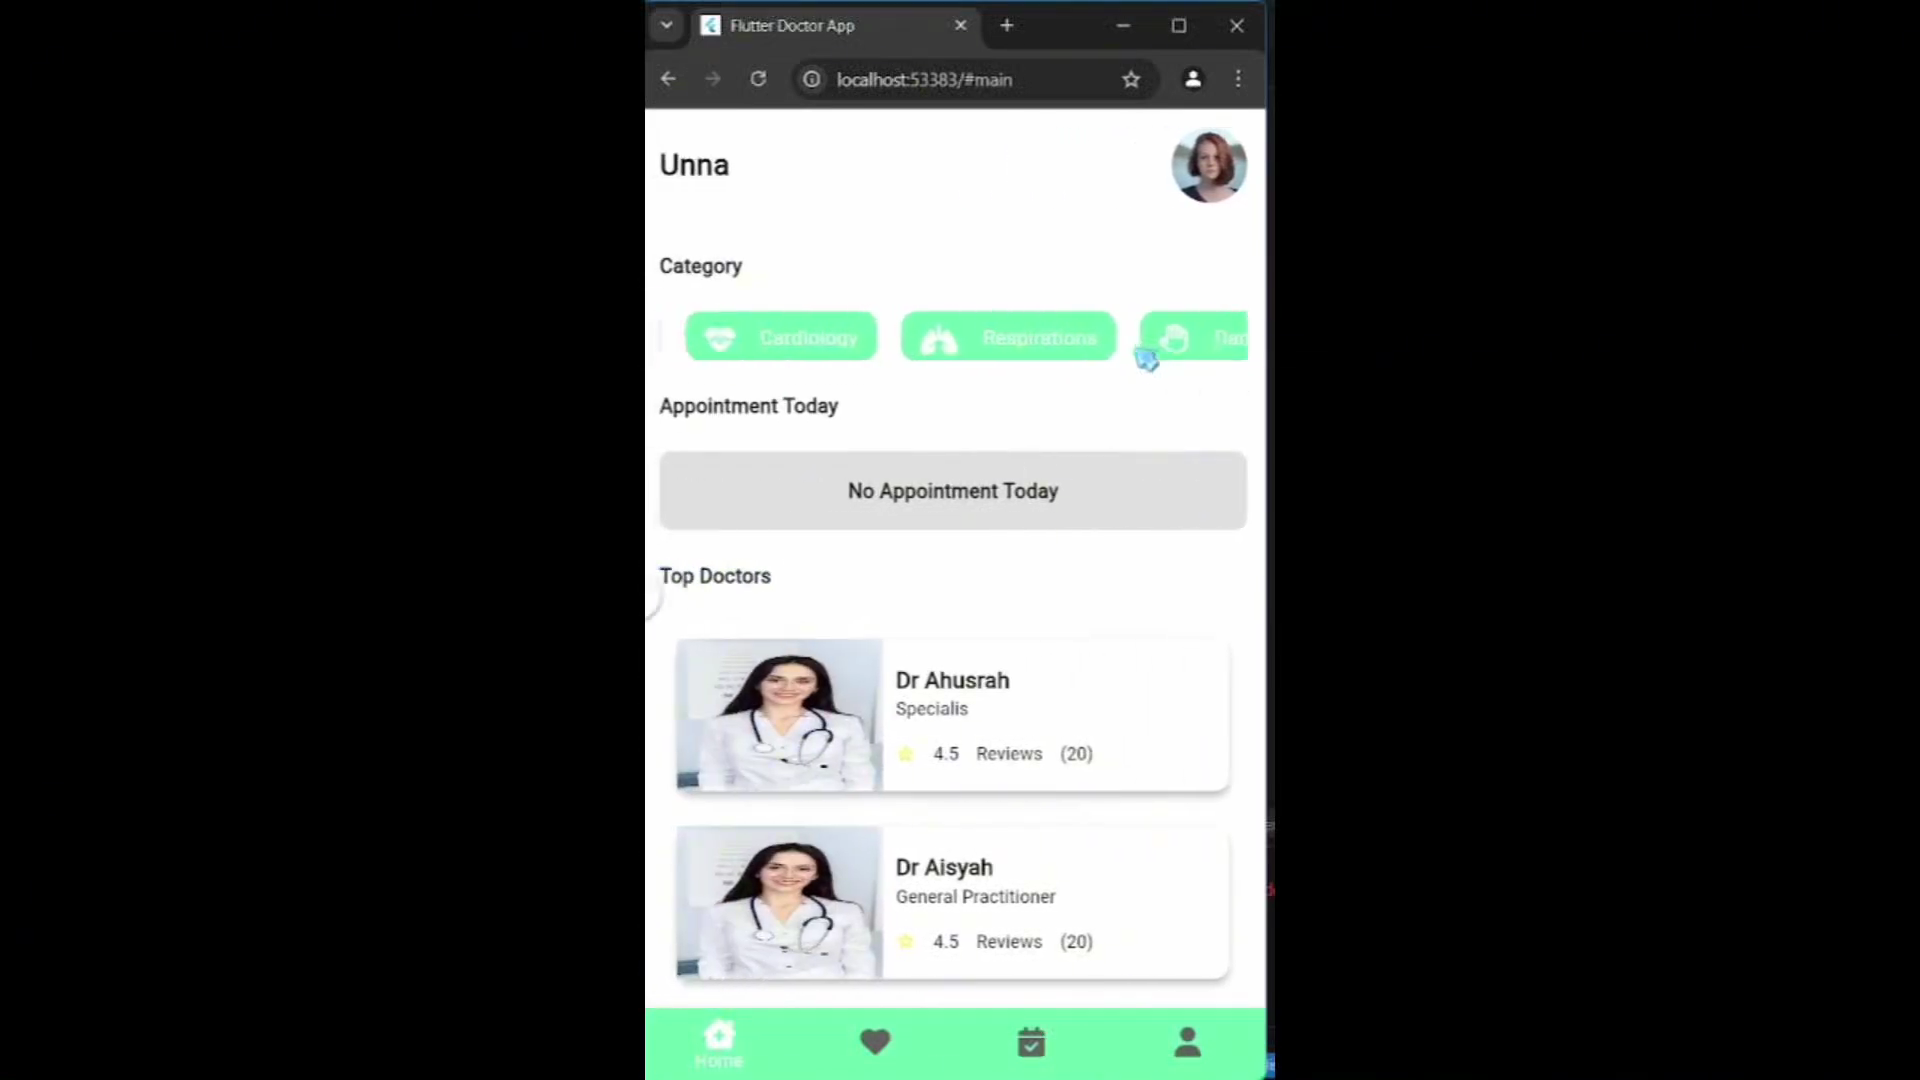 Flutter Doctor App
localhost:53383/#main
Unna
Category
Cardiology Respirations
Appointment Today
No Appointment Today
Top Doctors
Dr Ahusrah
Specialis
4.5 Reviews (20)
Dr Aisyah
General Practitioner
4.5 Reviews (20)
Home